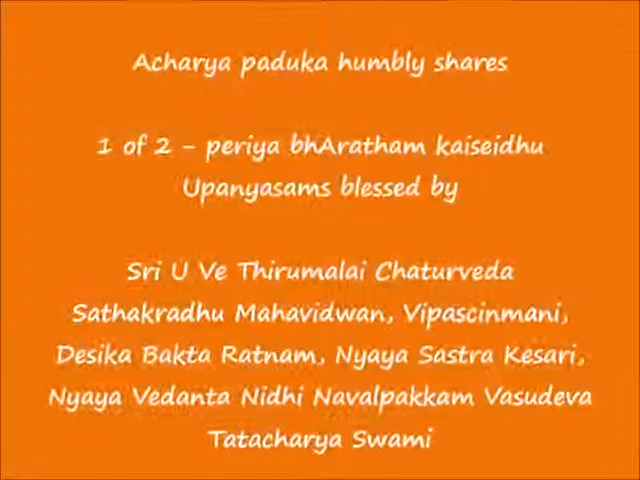 Acharya paduka humbly shares
1 of 2 - periya bhAratham kaiseidhu
Upanyasams blessed by
Sri U Ve Thirumalai Chaturveda
Sathakradhu Mahavidwan, Vipascinmani,
Desika Bakta Ratnam, Nyaya Sastra Kesari,
Nyaya Vedanta Nidhi Navalpakkam Vasudeva
Tatacharya Swami